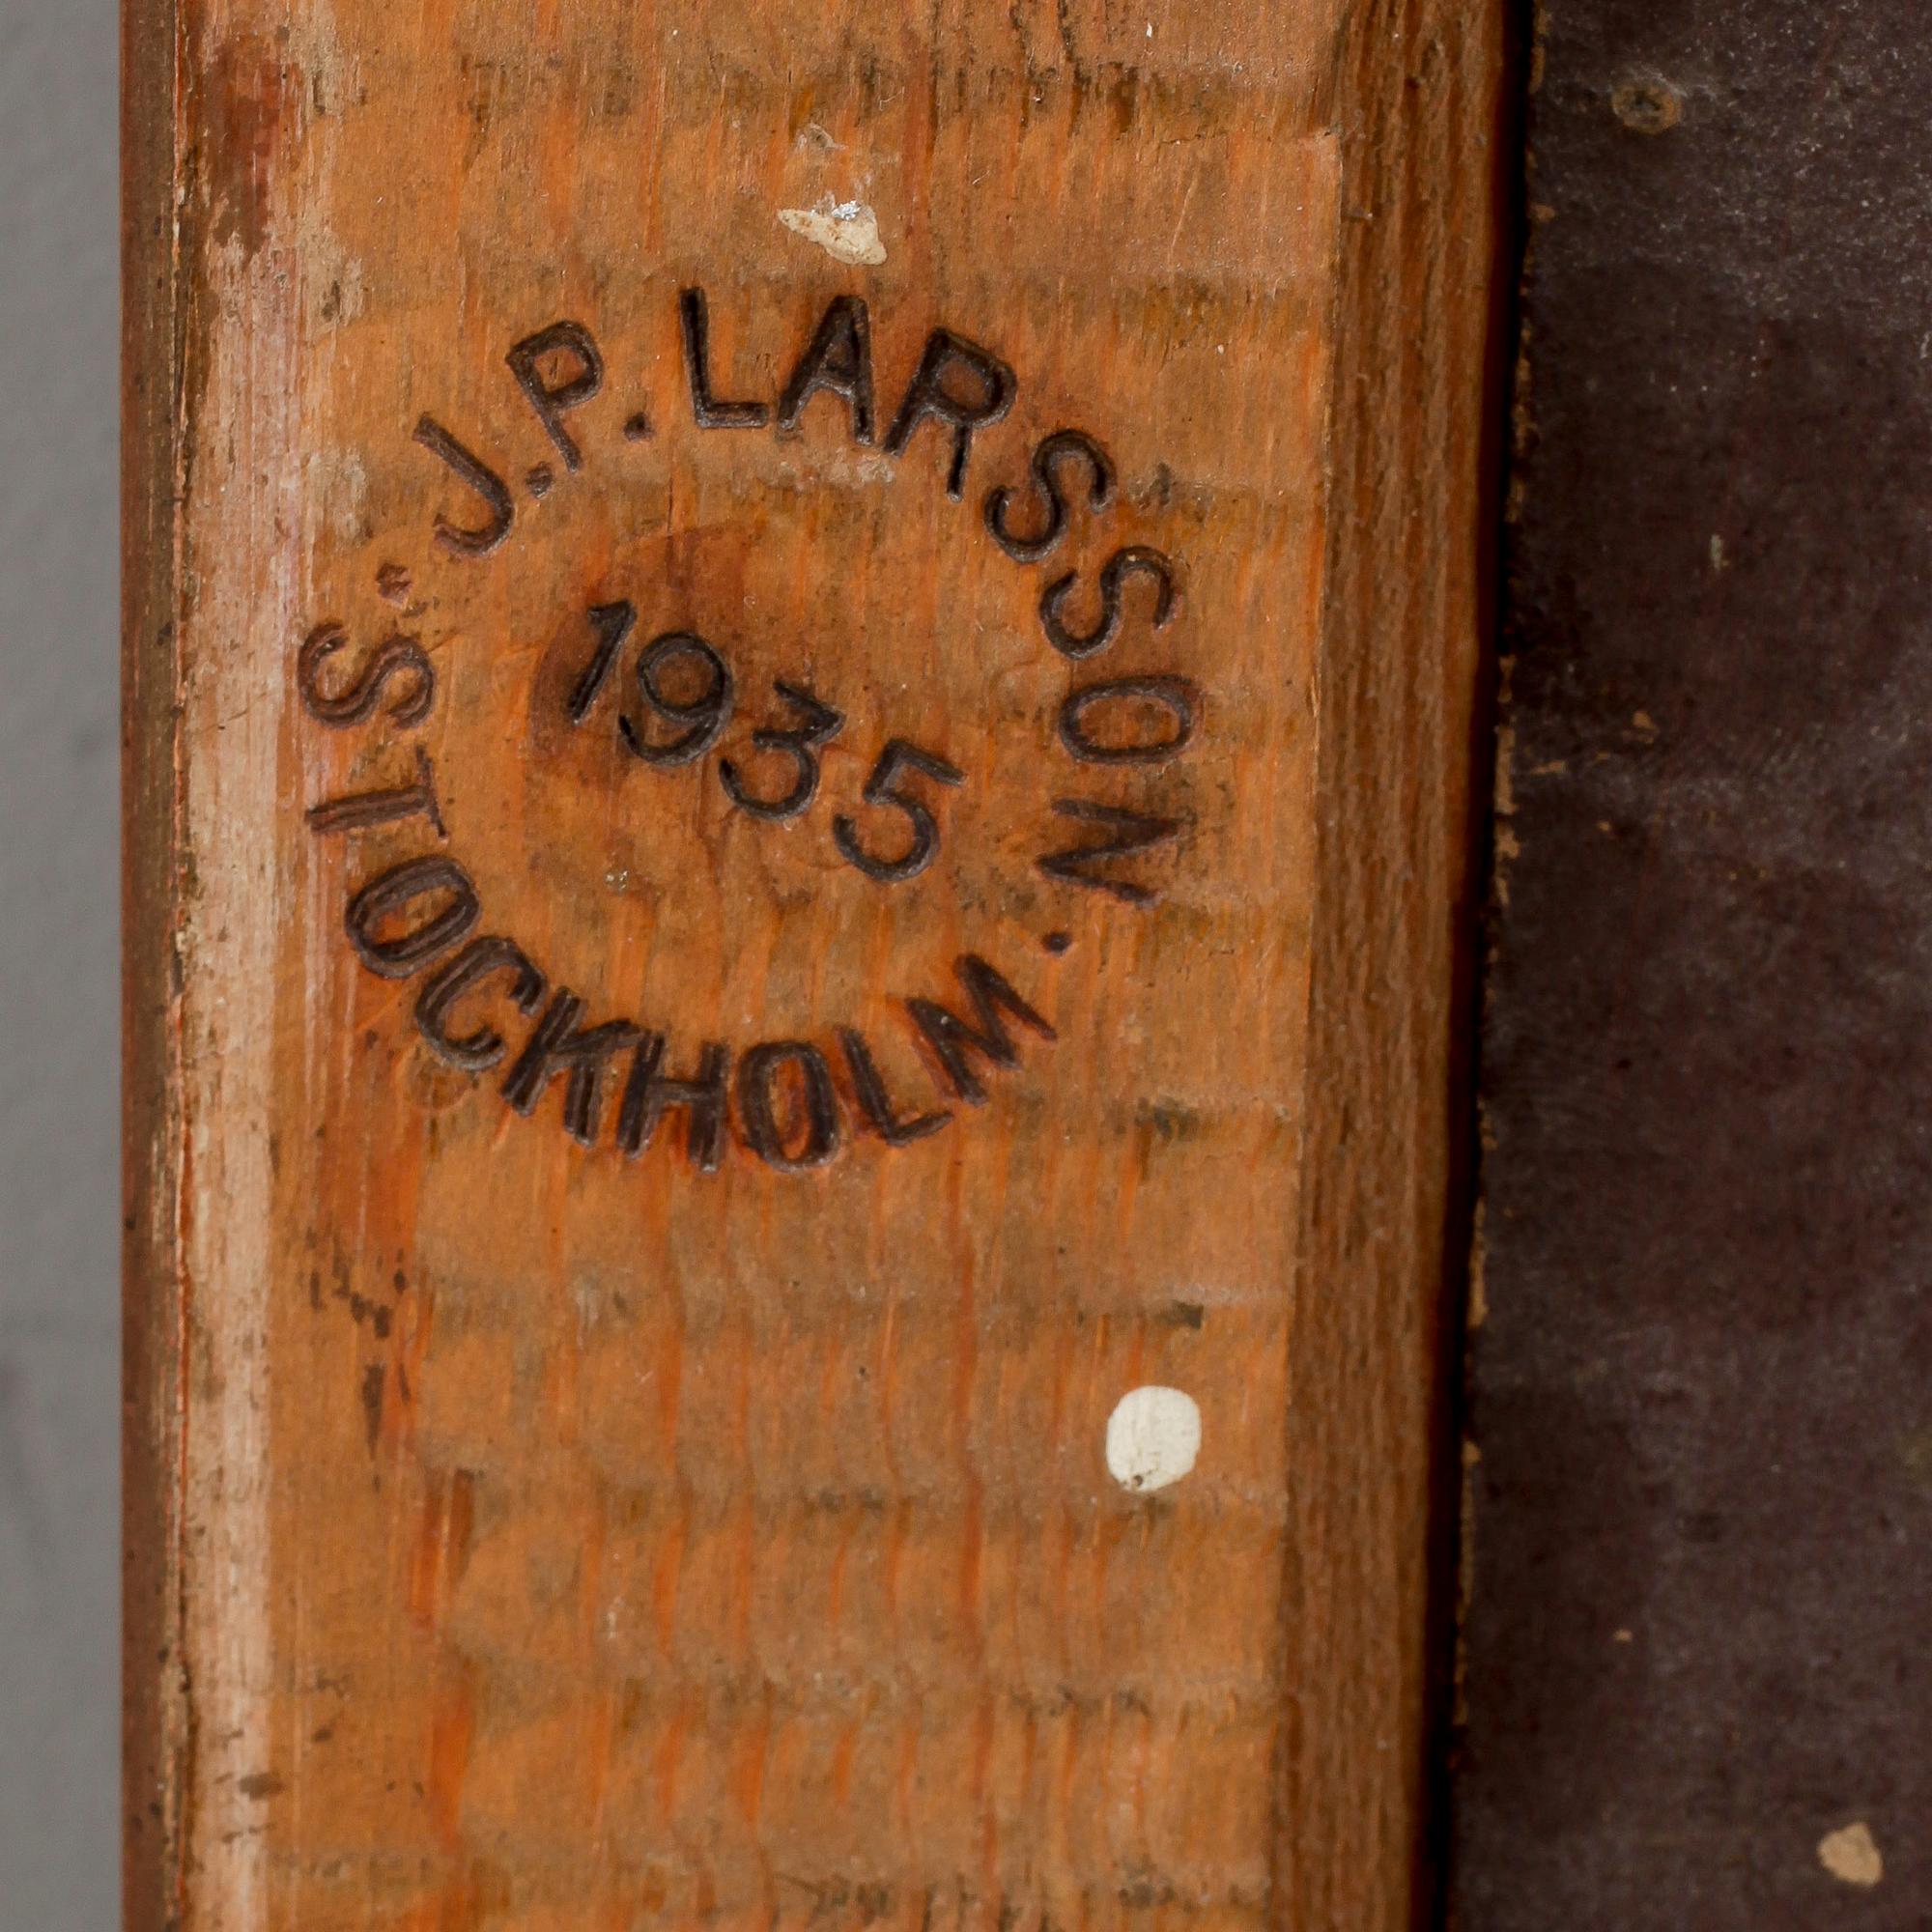 J.P. LARSSON.
1935
STOCKHOLM.